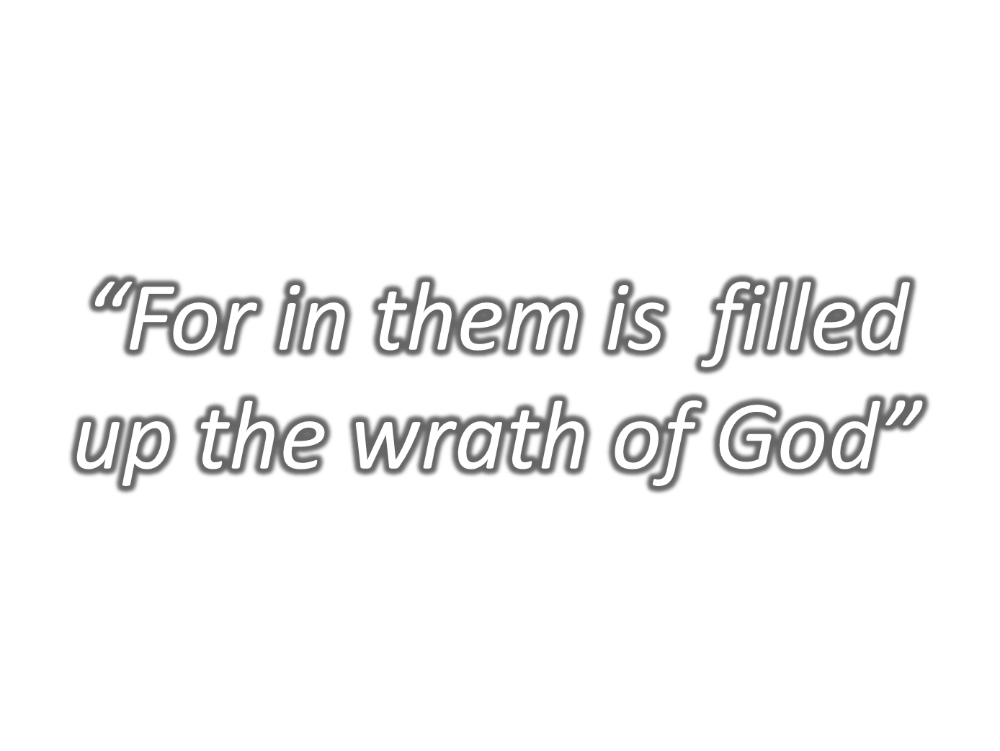 “For in them is  filled
up the wrath of God”